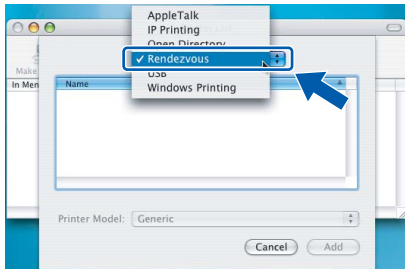 AppleTalk
IP Printing
Open Directory
✓ Rendezvous
USB
Windows Printing
Make
In Men
Name
Printer Model: Generic
Cancel
Add